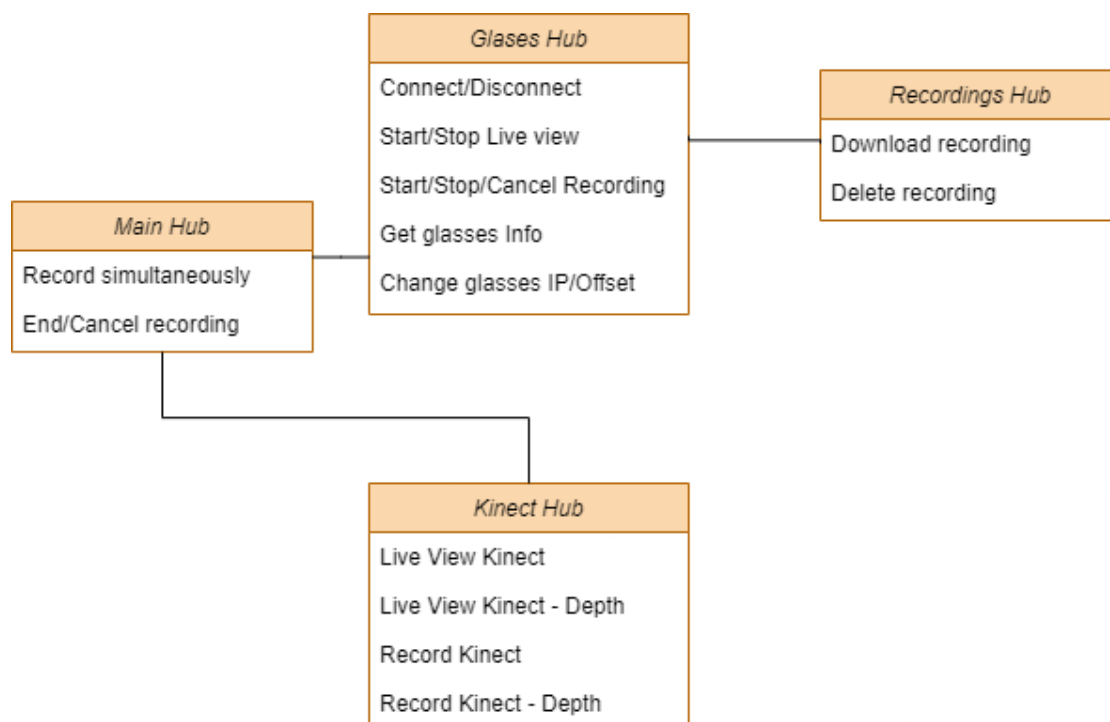 Glases Hub
Connect/Disconnect
Start/Stop Live view
Start/Stop/Cancel Recording
Get glasses Info
Change glasses IP/Offset
Recordings Hub
Download recording
Delete recording
Main Hub
Record simultaneously
End/Cancel recording
Kinect Hub
Live View Kinect
Live View Kinect - Depth
Record Kinect
Record Kinect - Depth